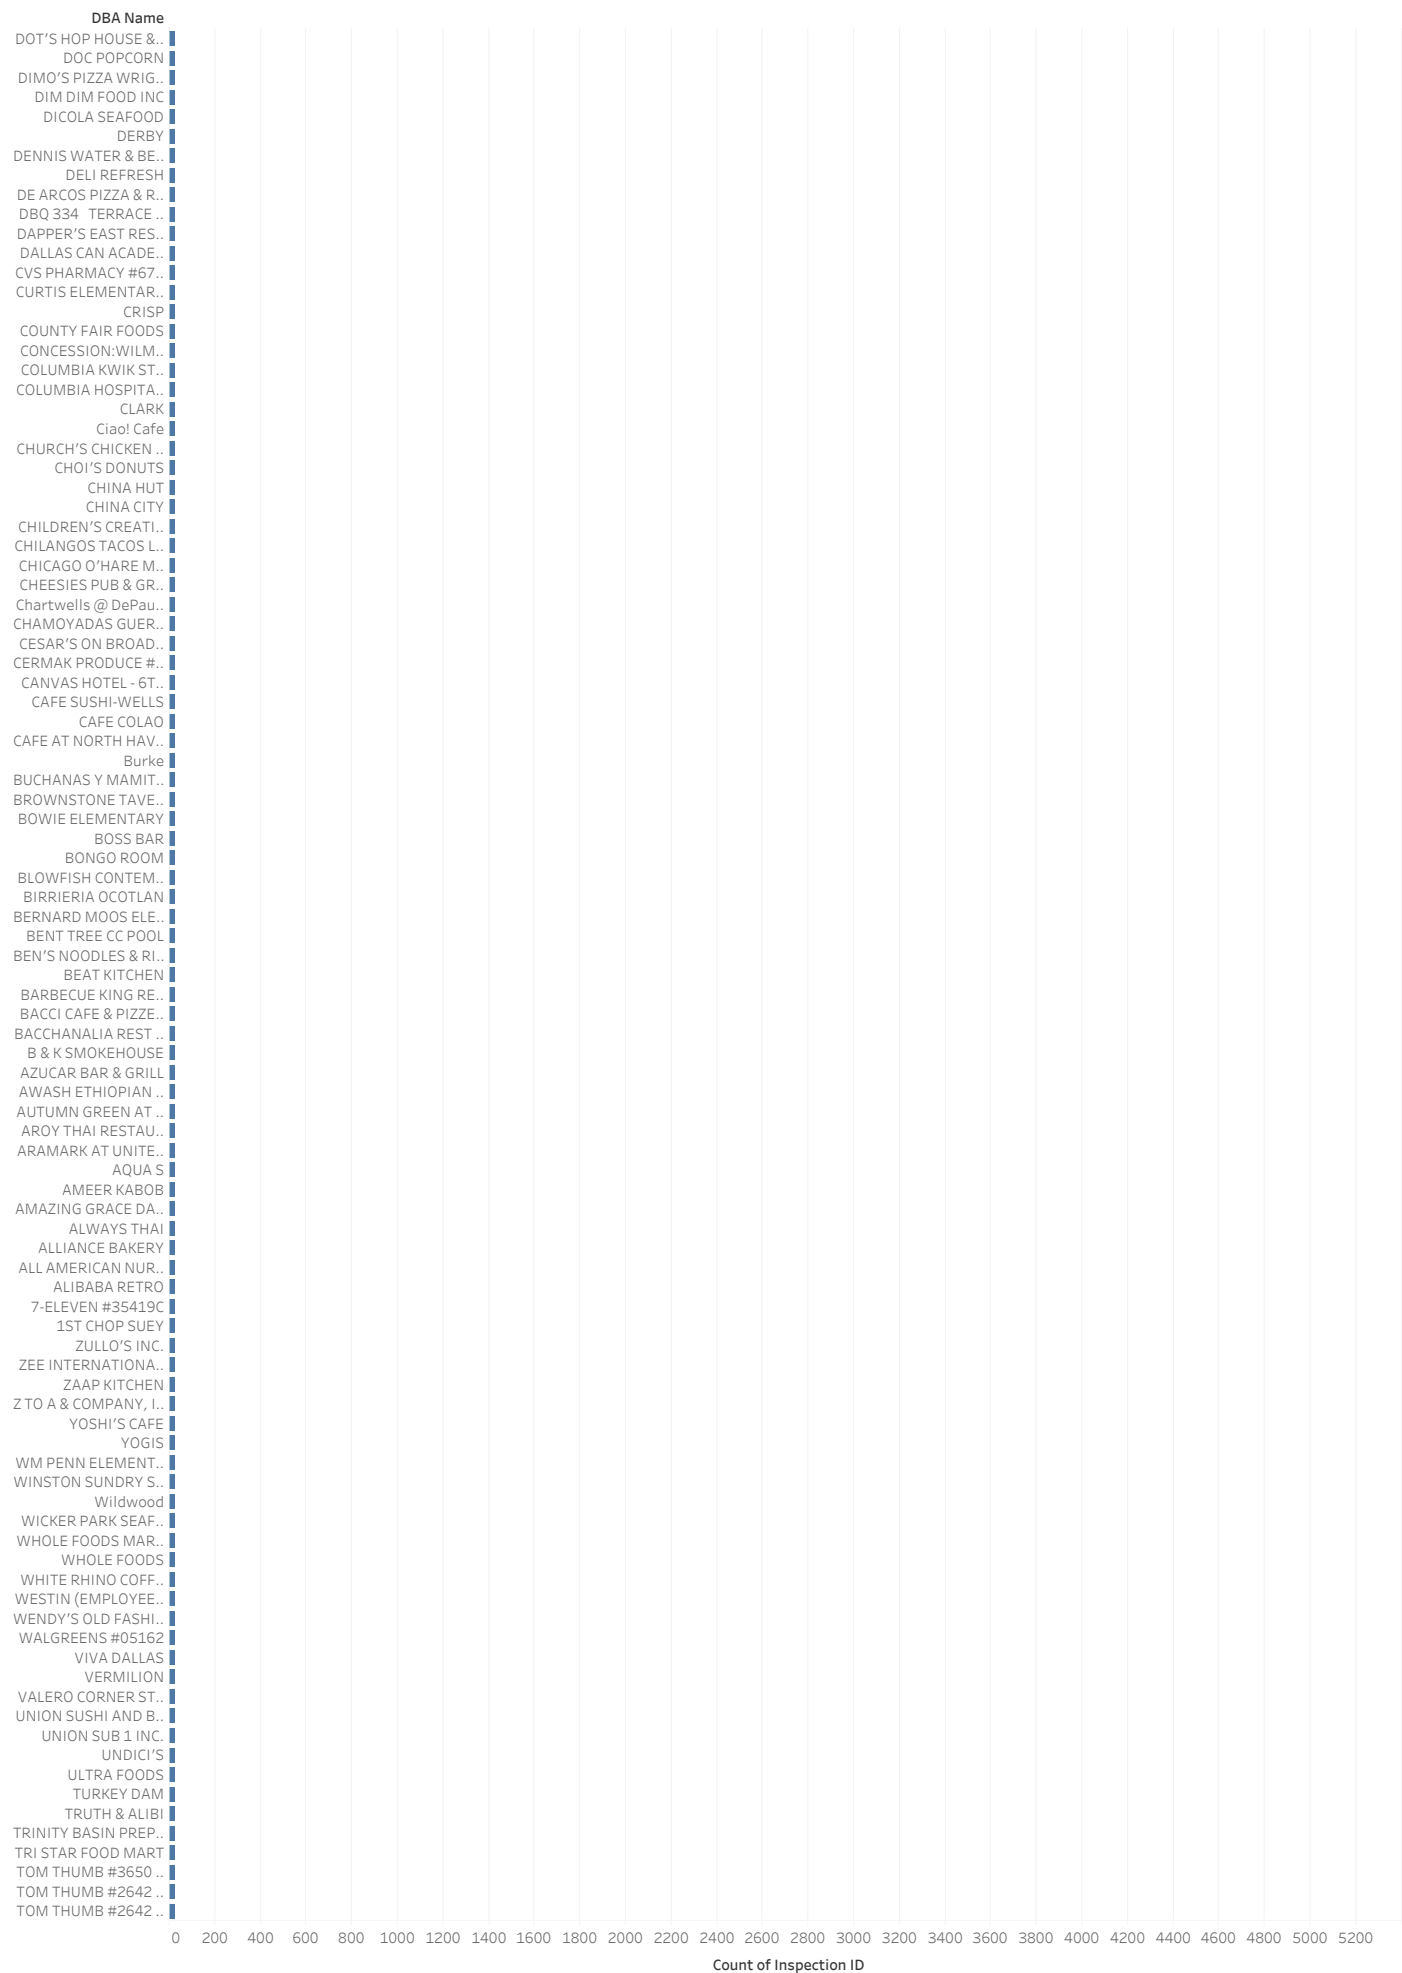 DBA Name
DOT'S HOP HOUSE &..
DOC POPCORN
DIMO'S PIZZA WRIG..
DIM DIM FOOD INC
DICOLA SEAFOOD
DERBY
DENNIS WATER & BE..
DELI REFRESH
DE ARCOS PIZZA & R..
DBQ 334 TERRACE ..
DAPPER'S EAST RES..
DALLAS CAN ACADE..
CVS PHARMACY #67..
CURTIS ELEMENTAR..
CRISP
COUNTY FAIR FOODS
CONCESSION:WILM..
COLUMBIA KWIK ST..
COLUMBIA HOSPITA..
CLARK
Ciao! Cafe
CHURCH'S CHICKEN ..
CHOI'S DONUTS
CHINA HUT
CHINA CITY
CHILDREN'S CREATI..
CHILANGOS TACOS L..
CHICAGO O'HARE M..
CHEESIES PUB & GR..
Chartwells @ DePau..
CHAMOYADAS GUER..
CESAR'S ON BROAD..
CERMAK PRODUCE #..
CANVAS HOTEL - 6T..
CAFE SUSHI-WELLS
CAFE COLAO
CAFE AT NORTH HAV..
Burke
BUCHANAS Y MAMIT..
BROWNSTONE TAVE..
BOWIE ELEMENTARY
BOSS BAR
BONGO ROOM
BLOWFISH CONTEM..
BIRRIERIA OCOTLAN
BERNARD MOOS ELE..
BENT TREE CC POOL
BEN'S NOODLES & RI..
BEAT KITCHEN
BARBECUE KING RE..
BACCI CAFE & PIZZE..
BACCHANALIA REST ..
B & K SMOKEHOUSE
AZUCAR BAR & GRILL
AWASH ETHIOPIAN ..
AUTUMN GREEN AT ..
AROY THAI RESTAU..
ARAMARK AT UNITE..
AQUA S
AMEER KABOB
AMAZING GRACE DA..
ALWAYS THAI
ALLIANCE BAKERY
ALL AMERICAN NUR..
ALIBABA RETRO
7-ELEVEN #35419C
1ST CHOP SUEY
ZULLO'S INC.
ZEE INTERNATIONA..
ZAAP KITCHEN
Z TO A & COMPANY, I..
YOSHI'S CAFE
YOGIS
WM PENN ELEMENT..
WINSTON SUNDRY S..
Wildwood
WICKER PARK SEAF..
WHOLE FOODS MAR..
WHOLE FOODS
WHITE RHINO COFF..
WESTIN (EMPLOYEE..
WENDY'S OLD FASHI..
WALGREENS #05162
VIVA DALLAS
VERMILION
VALERO CORNER ST..
UNION SUSHI AND B..
UNION SUB 1 INC.
UNDICI'S
ULTRA FOODS
TURKEY DAM
TRUTH & ALIBI
TRINITY BASIN PREP..
TRI STAR FOOD MART
TOM THUMB #3650 ..
TOM THUMB #2642 ..
TOM THUMB #2642 ..
0 200 400 600 800 1000 1200 1400 1600 1800 2000 2200 2400 2600 2800 3000 3200 3400 3600 3800 4000 4200 4400 4600 4800 5000 5200
Count of Inspection ID